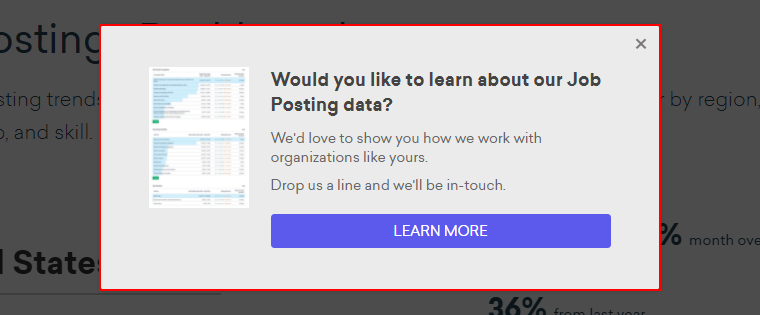 osting
×
Would you like to learn about our Job
Posting data?
sting trends
r by region,
We'd love to show you how we work with
organizations like yours.
o, and skill.
Drop us a line and we'll be in-touch.
LEARN MORE
% month ove
l States
36% from last year